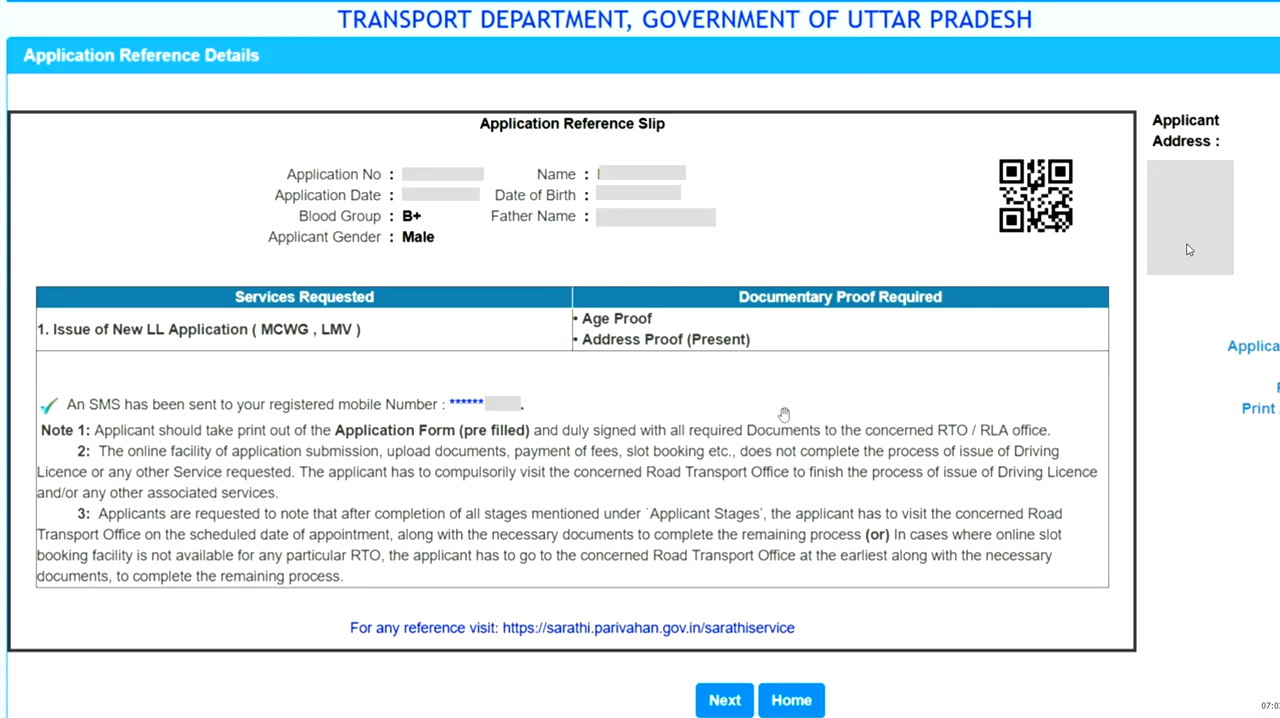 TRANSPORT DEPARTMENT, GOVERNMENT OF UTTAR PRADESH
Application Reference Details
Application Reference Slip
Application No :
Name :
Application Date :
Date of Birth :
Blood Group : B+
Father Name :
Applicant Gender : Male
Applicant
Address :
Services Requested
Documentary Proof Required
1. Issue of New LL Application ( MCWG , LMV )
• Age Proof
• Address Proof (Present)
An SMS has been sent to your registered mobile Number : ****** .
Note 1: Applicant should take print out of the Application Form (pre filled) and duly signed with all required Documents to the concerned RTO / RLA office.
2: The online facility of application submission, upload documents, payment of fees, slot booking etc., does not complete the process of issue of Driving
Licence or any other Service requested. The applicant has to compulsorily visit the concerned Road Transport Office to finish the process of issue of Driving Licence
and/or any other associated services.
3: Applicants are requested to note that after completion of all stages mentioned under `Applicant Stages', the applicant has to visit the concerned Road
Transport Office on the scheduled date of appointment, along with the necessary documents to complete the remaining process (or) In cases where online slot
booking facility is not available for any particular RTO, the applicant has to go to the concerned Road Transport Office at the earliest along with the necessary
documents, to complete the remaining process.
For any reference visit: https://sarathi.parivahan.gov.in/sarathiservice
Applica
Print
Next
Home